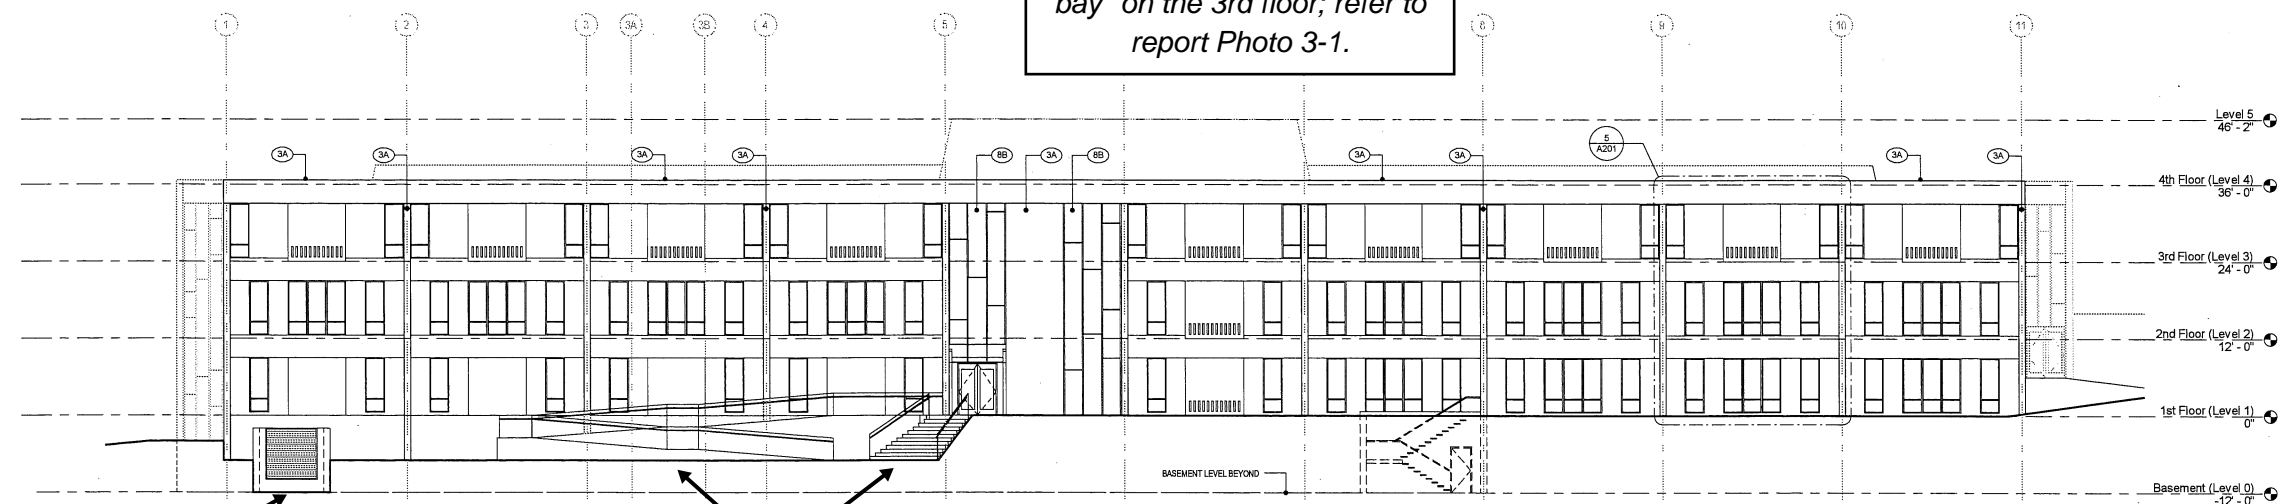 bay" on the 3rd floor; refer to
report Photo 3-1.
1 2 3 3A 3B 4 5 8 9 10 11
Level 5
46' - 2"
5
A201
3A 3A 3A 3A 8B 3A 8B 3A 3A 3A 3A
4th Floor (Level 4)
36' - 0"
3rd Floor (Level 3)
24' - 0"
2nd Floor (Level 2)
12' - 0"
1st Floor (Level 1)
0"
BASEMENT LEVEL BEYOND
Basement (Level 0)
-12' - 0"